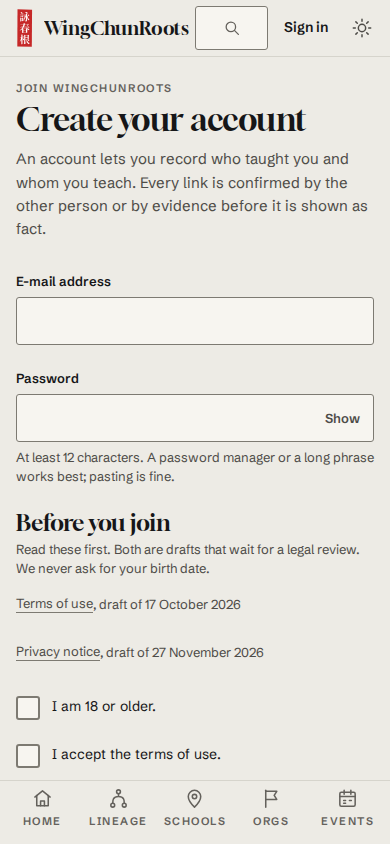 詠春根
WingChunRoots
Sign in
JOIN WINGCHUNROOTS
Create your account
An account lets you record who taught you and
whom you teach. Every link is confirmed by the
other person or by evidence before it is shown as
fact.
E-mail address
Password
Show
At least 12 characters. A password manager or a long phrase
works best; pasting is fine.
Before you join
Read these first. Both are drafts that wait for a legal review.
We never ask for your birth date.
Terms of use, draft of 17 October 2026
Privacy notice, draft of 27 November 2026
I am 18 or older.
I accept the terms of use.
HOME
LINEAGE
SCHOOLS
ORGS
EVENTS